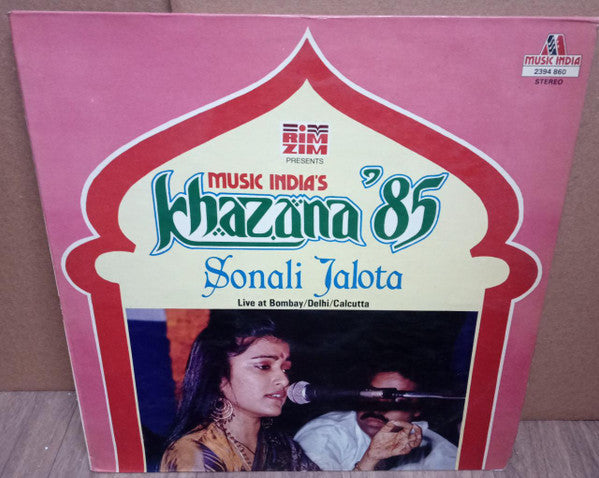 MUSIC INDIA
2394 860
STEREO
RIM
ZIM
PRESENTS
MUSIC INDIA'S
Khazana '85
Sonali Jalota
Live at Bombay/Delhi/Calcutta